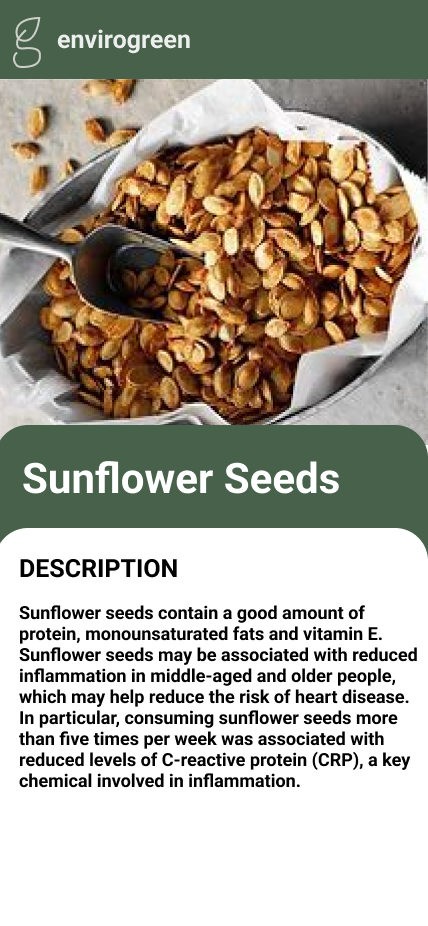 envirogreen
Sunflower Seeds
DESCRIPTION
Sunflower seeds contain a good amount of
protein, monounsaturated fats and vitamin E.
Sunflower seeds may be associated with reduced
inflammation in middle-aged and older people,
which may help reduce the risk of heart disease.
In particular, consuming sunflower seeds more
than five times per week was associated with
reduced levels of C-reactive protein (CRP), a key
chemical involved in inflammation.